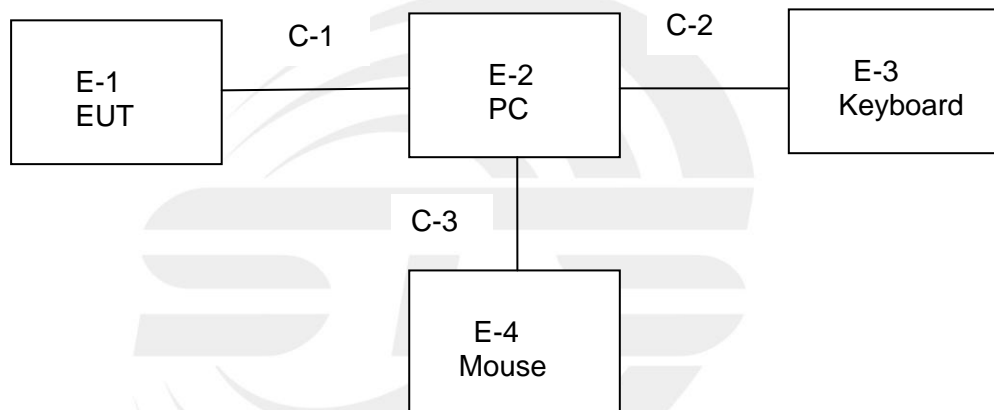 C-1
C-2
E-1
EUT
E-2
PC
E-3
Keyboard
C-3
E-4
Mouse